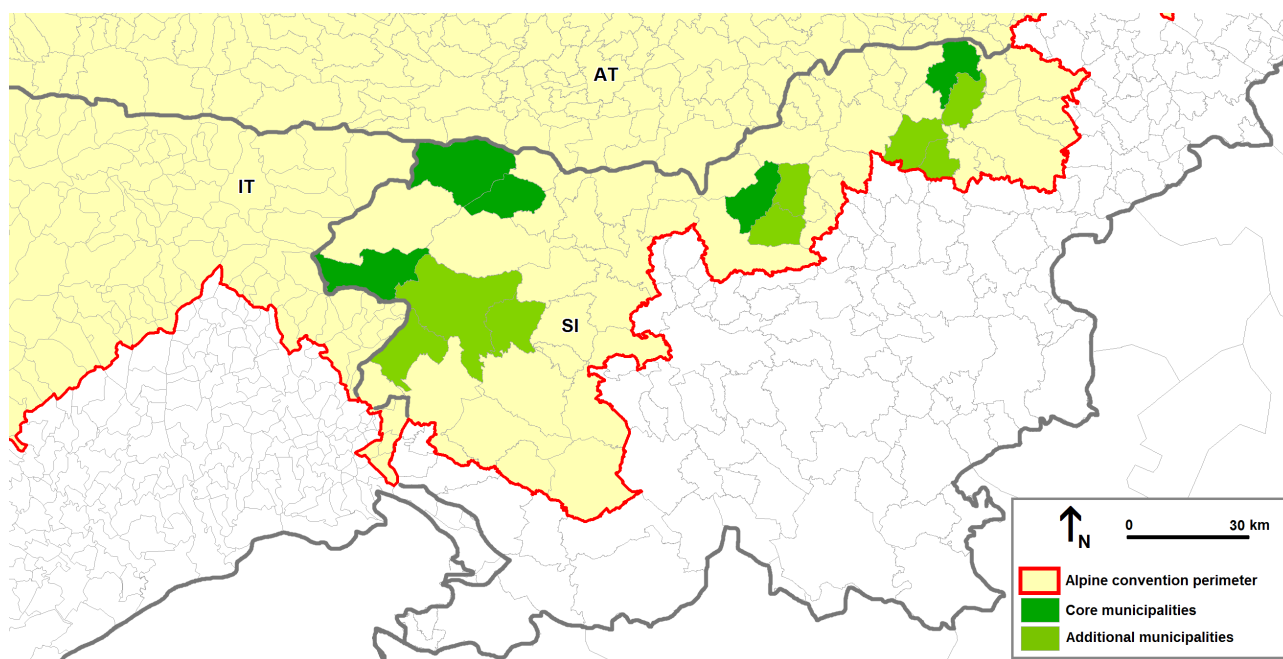 AT
IT
SI
N
0 30 km
Alpine convention perimeter
Core municipalities
Additional municipalities